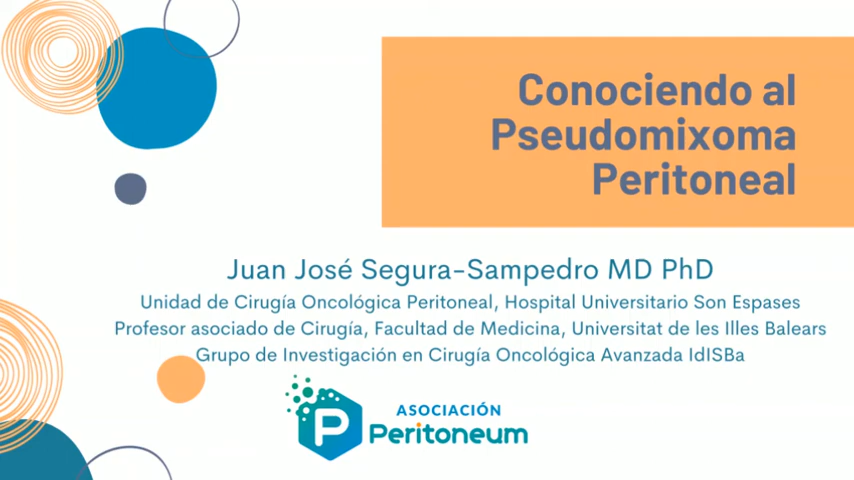 Conociendo al
Pseudomixoma
Peritoneal
Juan José Segura-Sampedro MD PhD
Unidad de Cirugía Oncológica Peritoneal, Hospital Universitario Son Espases
Profesor asociado de Cirugía, Facultad de Medicina, Universitat de les Illes Balears
Grupo de Investigación en Cirugía Oncológica Avanzada IdISBa
P
ASOCIACIÓN
Peritoneum